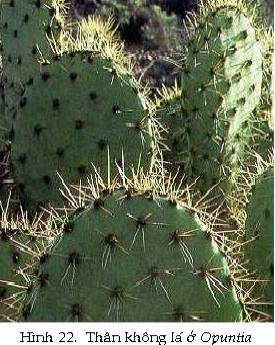 Hình 22. Thân không lá ở Opuntia